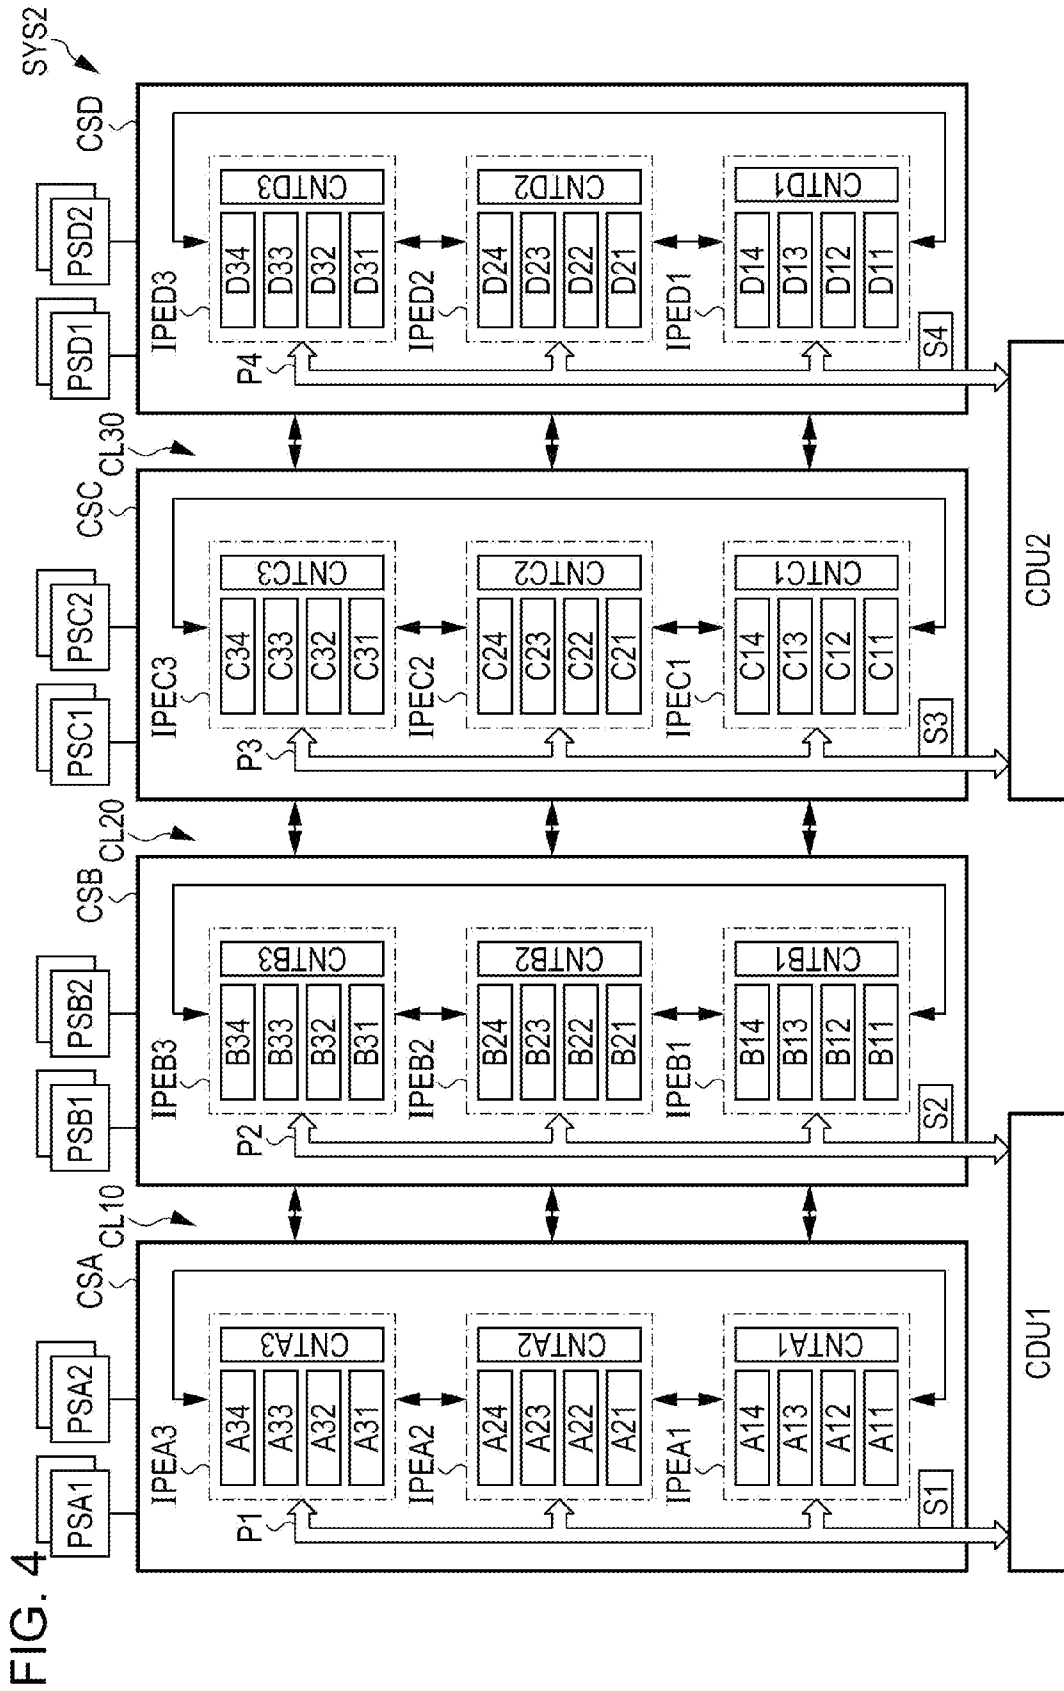 FIG. 4
SYS2
PSA1
PSA2
PSB1
PSB2
PSC1
PSC2
PSD1
PSD2
CSA
CL10
CSB
CL20
CSC
CL30
CSD
IPEA3
A34
A33
A32
A31
CNTA3
P1
IPEA2
A24
A23
A22
A21
CNTA2
IPEA1
A14
A13
A12
A11
CNTA1
S1
IPEB3
B34
B33
B32
B31
CNTB3
P2
IPEB2
B24
B23
B22
B21
CNTB2
IPEB1
B14
B13
B12
B11
CNTB1
S2
IPEC3
C34
C33
C32
C31
CNTC3
P3
IPEC2
C24
C23
C22
C21
CNTC2
IPEC1
C14
C13
C12
C11
CNTC1
S3
IPED3
D34
D33
D32
D31
CNTD3
P4
IPED2
D24
D23
D22
D21
CNTD2
IPED1
D14
D13
D12
D11
CNTD1
S4
CDU1
CDU2